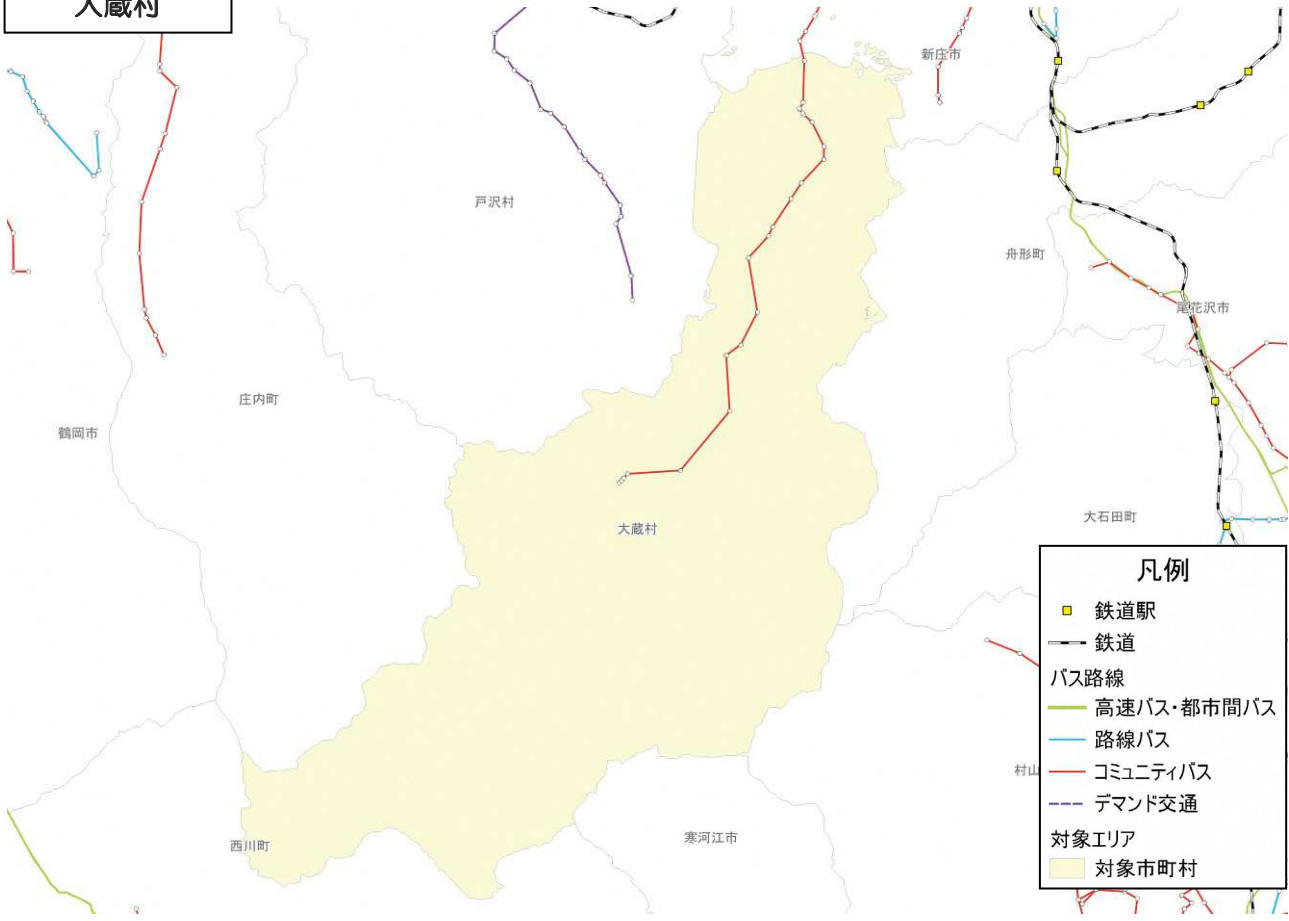 大蔵村
新庄市
戸沢村
舟形町
尾花沢市
庄内町
鶴岡市
大石田町
大蔵村
村山
西川町
寒河江市
凡例
鉄道駅
鉄道
バス路線
高速バス・都市間バス
路線バス
コミュニティバス
デマンド交通
対象エリア
対象市町村